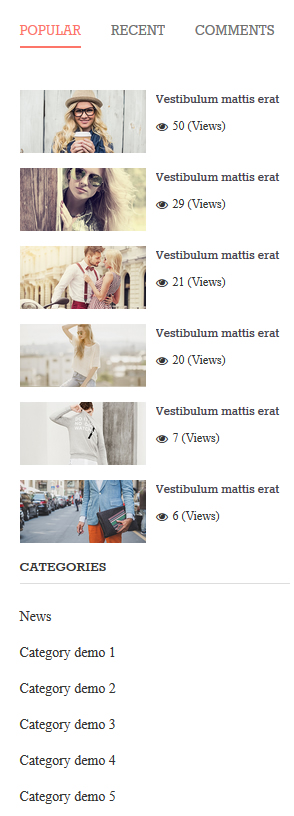 POPULAR RECENT COMMENTS
Vestibulum mattis erat
50 (Views)
Vestibulum mattis erat
29 (Views)
Vestibulum mattis erat
21 (Views)
Vestibulum mattis erat
20 (Views)
Vestibulum mattis erat
7 (Views)
Vestibulum mattis erat
6 (Views)
CATEGORIES
News
Category demo 1
Category demo 2
Category demo 3
Category demo 4
Category demo 5